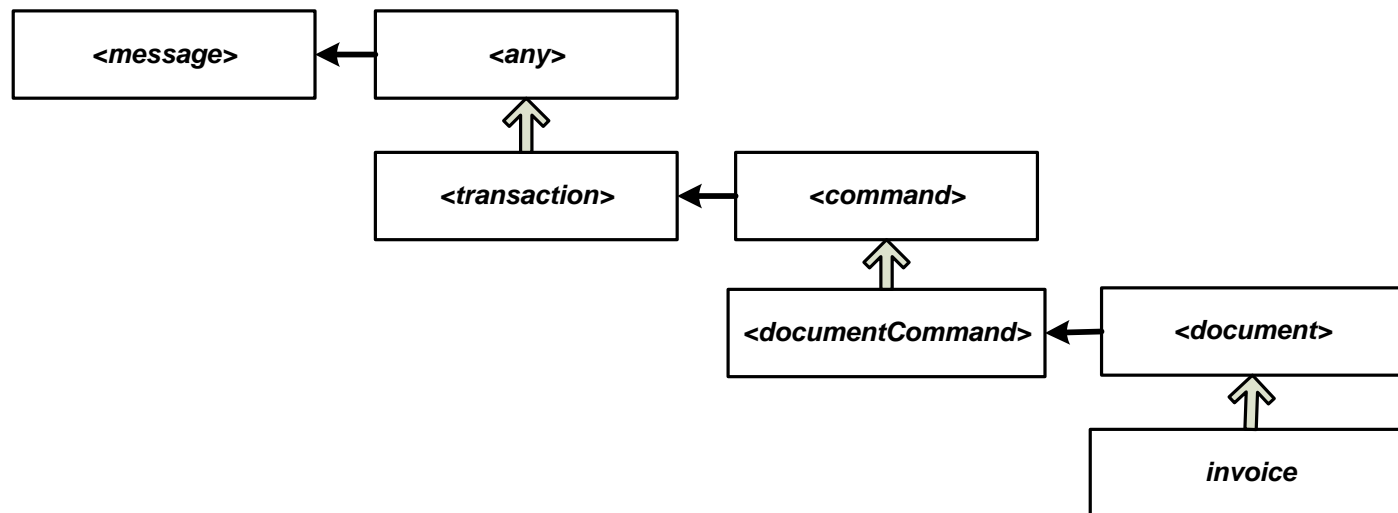 <message>
<any>
<transaction>
<command>
<documentCommand>
<document>
invoice